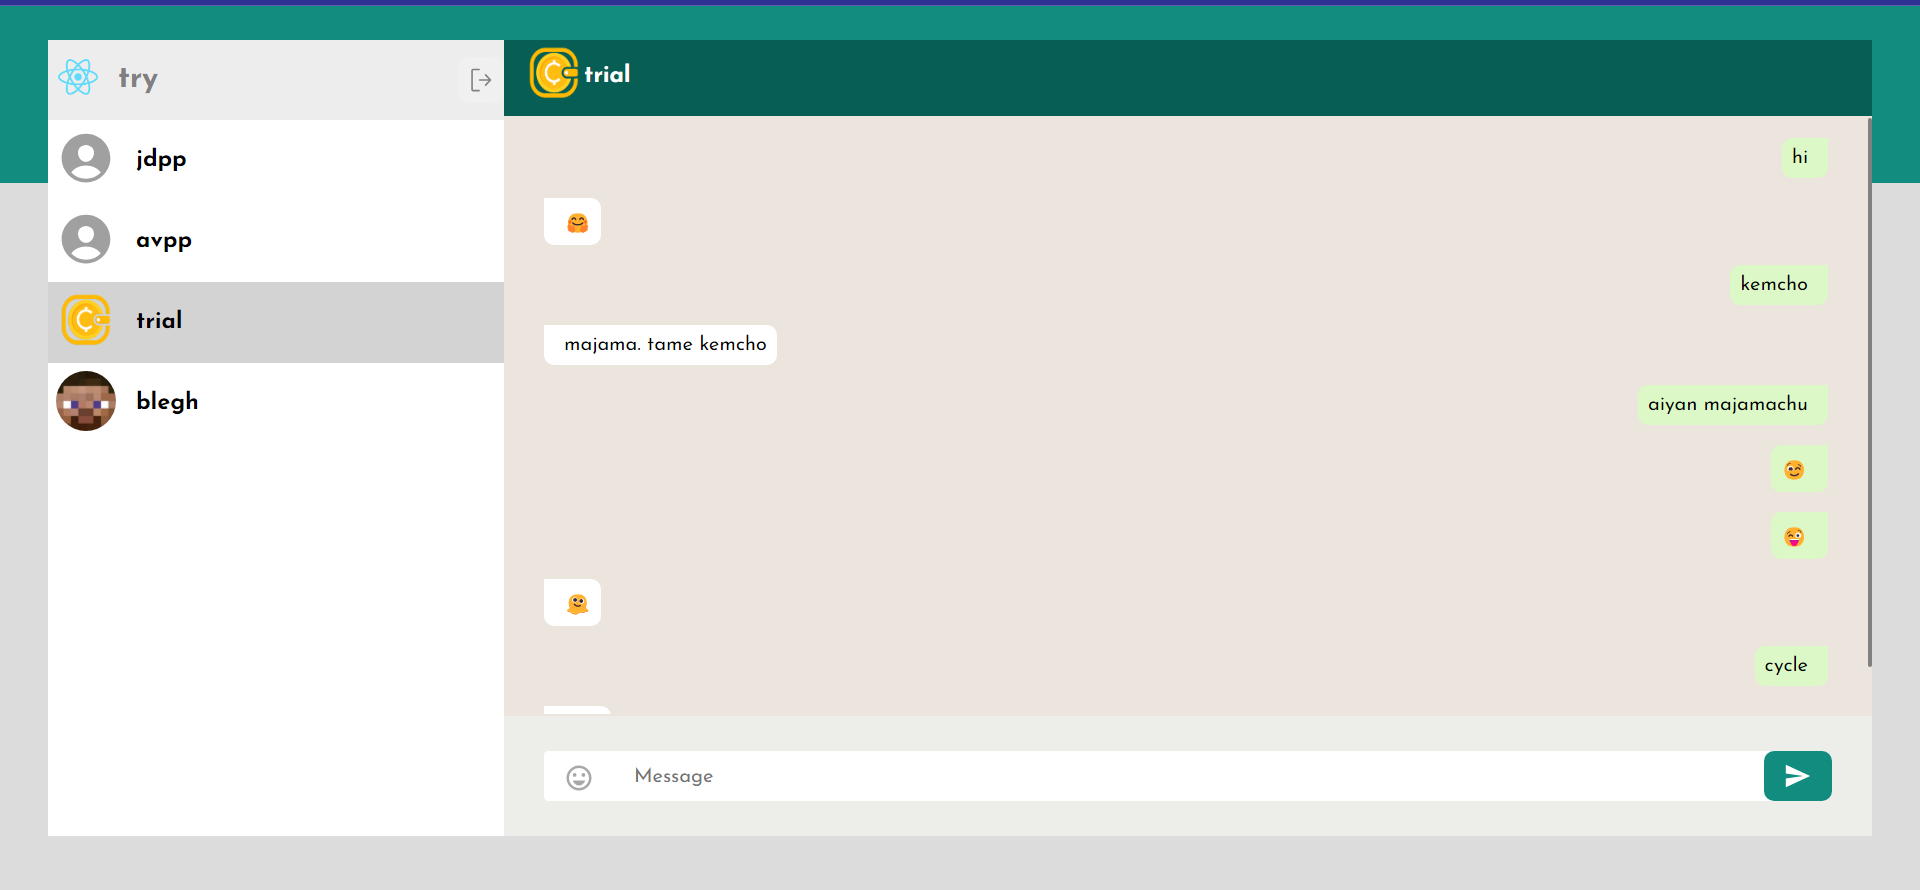 try
jdpp
avpp
trial
blegh
trial
hi
🤗
kemcho
majama. tame kemcho
aiyan majamachu
😉
😜
🫠
cycle
Message